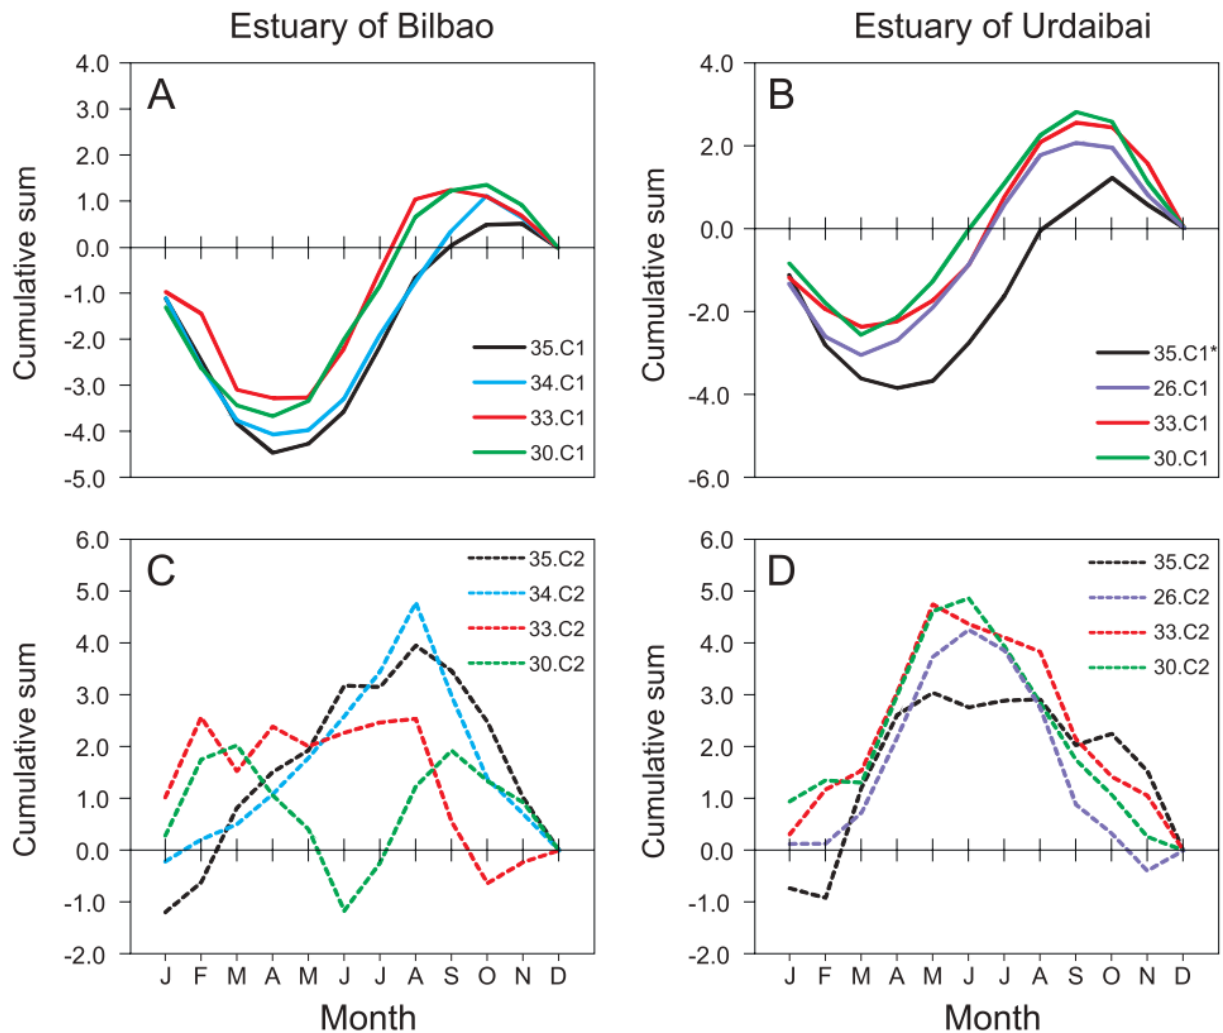 Estuary of Bilbao
Estuary of Urdaibai
A
4.0
3.0
2.0
1.0
0.0
-1.0
-2.0
-3.0
-4.0
-5.0
Cumulative sum
35.C1
34.C1
33.C1
30.C1
B
4.0
2.0
0.0
-2.0
-4.0
-6.0
Cumulative sum
35.C1*
26.C1
33.C1
30.C1
C
6.0
5.0
4.0
3.0
2.0
1.0
0.0
-1.0
-2.0
Cumulative sum
35.C2
34.C2
33.C2
30.C2
J F M A M J J A S O N D
Month
D
6.0
5.0
4.0
3.0
2.0
1.0
0.0
-1.0
-2.0
Cumulative sum
35.C2
26.C2
33.C2
30.C2
J F M A M J J A S O N D
Month